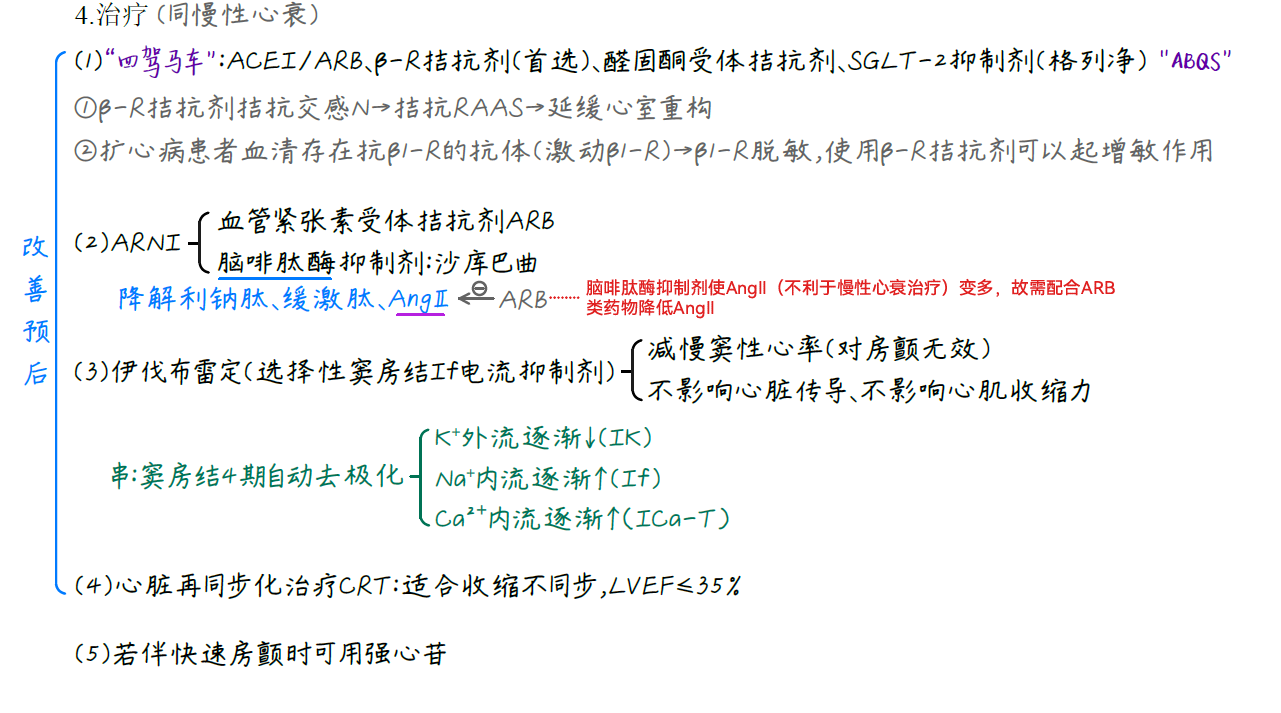 4.治疗(同慢性心衰)
(1)“四驾马车":ACEI/ARB、β-R拮抗剂(首选)、醛固酮受体拮抗剂、SGLT-2抑制剂(格列净) "ABQS"
①β-R拮抗剂拮抗交感N→拮抗RAAS→延缓心室重构
②扩心病患者血清存在抗β1-R的抗体(激动β1-R)→β1-R脱敏,使用β-R拮抗剂可以起增敏作用
改善预后
(2)ARNI
血管紧张素受体拮抗剂ARB
脑啡肽酶抑制剂:沙库巴曲
降解利钠肽、缓激肽、AngⅡ ⊖ ARB
脑啡肽酶抑制剂使AngII(不利于慢性心衰治疗)变多,故需配合ARB
类药物降低AngII
(3)伊伐布雷定(选择性窦房结If电流抑制剂)
减慢窦性心率(对房颤无效)
不影响心脏传导、不影响心肌收缩力
串:窦房结4期自动去极化
K⁺外流逐渐↓(IK)
Na⁺内流逐渐↑(If)
Ca²⁺内流逐渐↑(ICa-T)
(4)心脏再同步化治疗CRT:适合收缩不同步,LVEF≤35%
(5)若伴快速房颤时可用强心苷